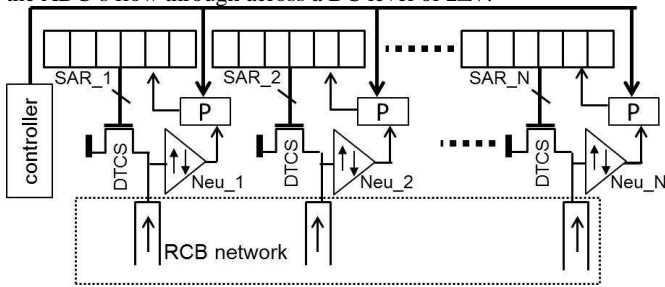 the ADC's flow through across a DC level of 2ΔV.
SAR_1
SAR_2
SAR_N
P
P
P
controller
DTCS
DTCS
DTCS
Neu_1
Neu_2
Neu_N
RCB network